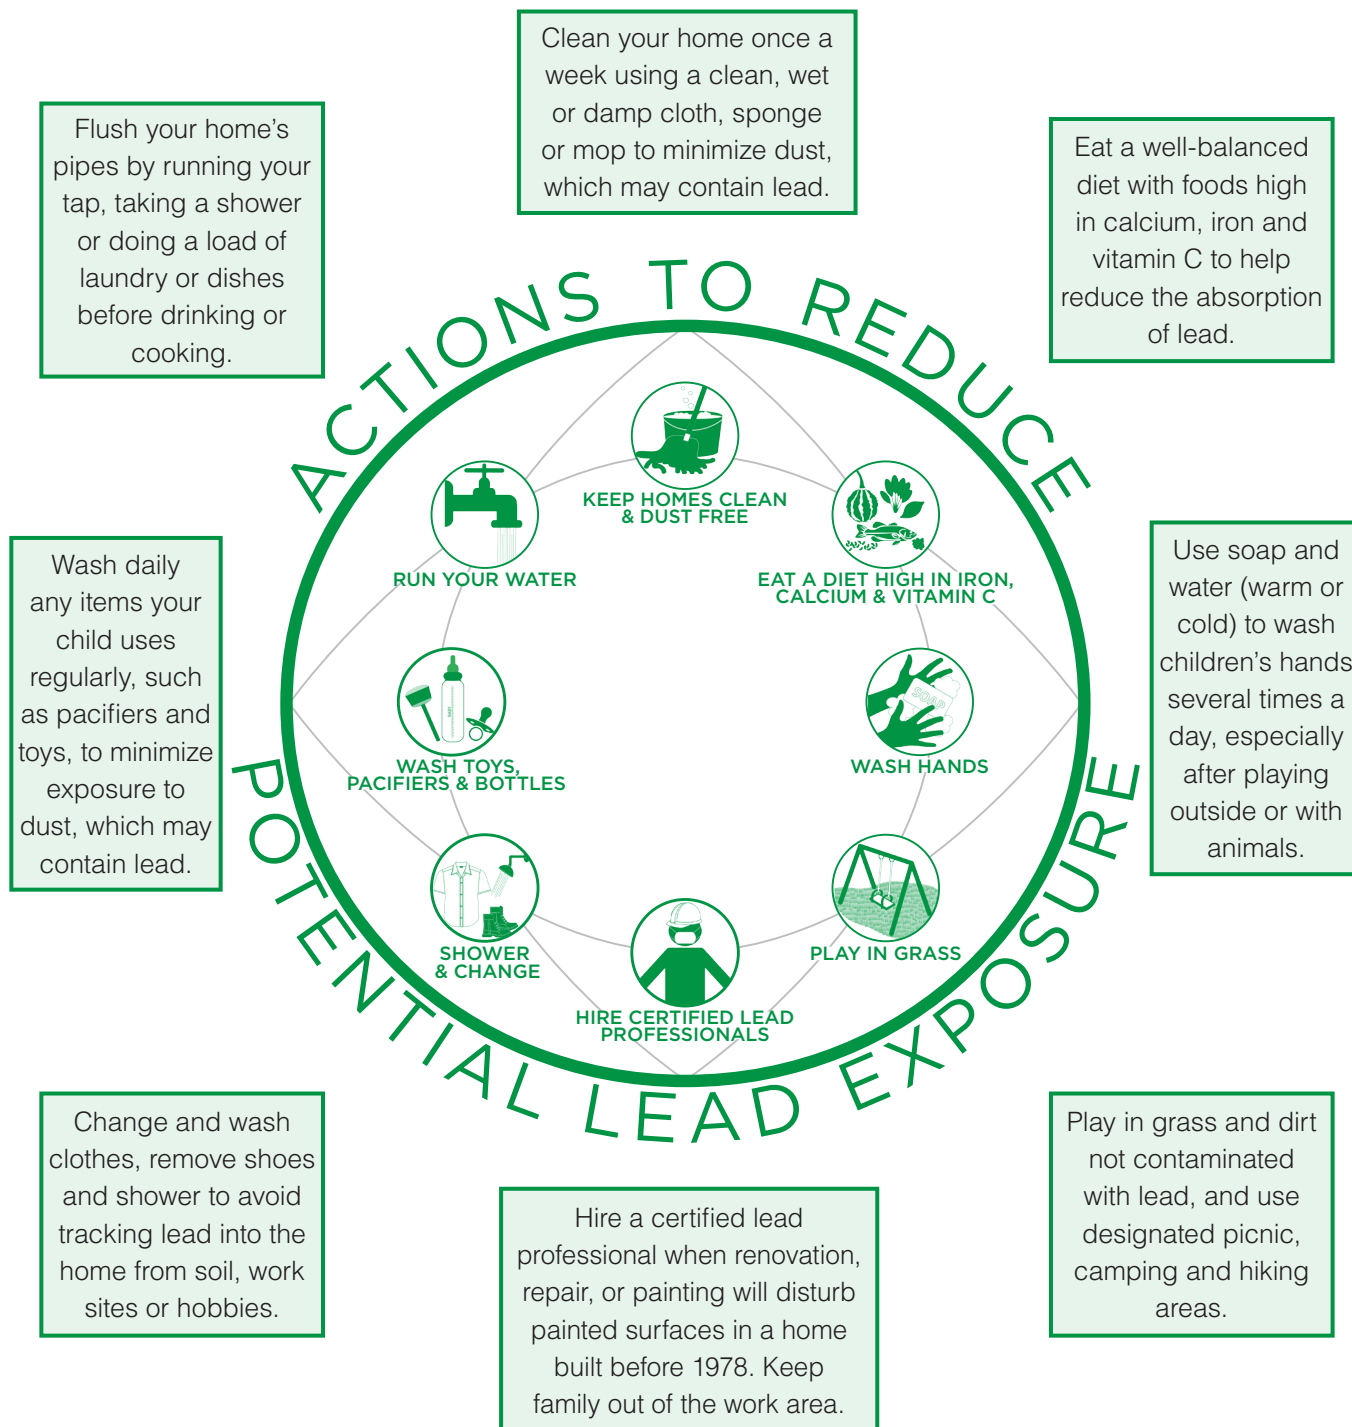 Clean your home once a
week using a clean, wet
or damp cloth, sponge
or mop to minimize dust,
which may contain lead.
Flush your home's
pipes by running your
tap, taking a shower
or doing a load of
laundry or dishes
before drinking or
cooking.
Eat a well-balanced
diet with foods high
in calcium, iron and
vitamin C to help
reduce the absorption
of lead.
ACTIONS TO REDUCE
POTENTIAL LEAD EXPOSURE
KEEP HOMES CLEAN
& DUST FREE
RUN YOUR WATER
EAT A DIET HIGH IN IRON,
CALCIUM & VITAMIN C
Wash daily
any items your
child uses
regularly, such
as pacifiers and
toys, to minimize
exposure to
dust, which may
contain lead.
WASH TOYS,
PACIFIERS & BOTTLES
SOAP
WASH HANDS
Use soap and
water (warm or
cold) to wash
children's hands
several times a
day, especially
after playing
outside or with
animals.
SHOWER
& CHANGE
HIRE CERTIFIED LEAD
PROFESSIONALS
PLAY IN GRASS
Change and wash
clothes, remove shoes
and shower to avoid
tracking lead into the
home from soil, work
sites or hobbies.
Hire a certified lead
professional when renovation,
repair, or painting will disturb
painted surfaces in a home
built before 1978. Keep
family out of the work area.
Play in grass and dirt
not contaminated
with lead, and use
designated picnic,
camping and hiking
areas.